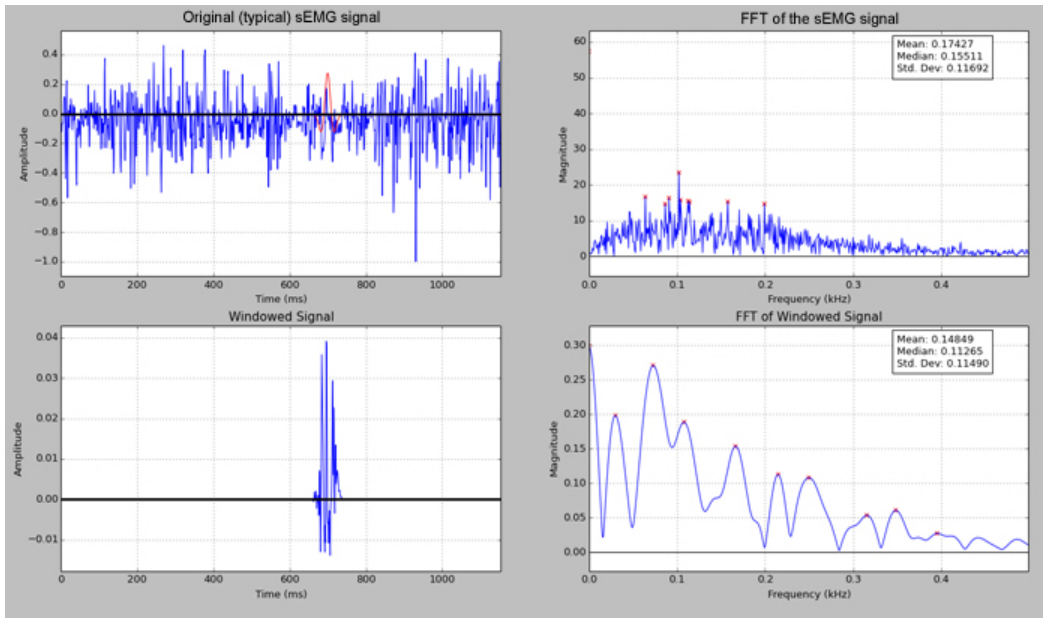 Original (typical) sEMG signal
0.4
0.2
0.0
−0.2
−0.4
−0.6
−0.8
−1.0
Amplitude
0 200 400 600 800 1000
Time (ms)
FFT of the sEMG signal
Mean: 0.17427
Median: 0.15511
Std. Dev: 0.11692
60
50
40
30
20
10
0
Magnitude
0.0 0.1 0.2 0.3 0.4
Frequency (kHz)
Windowed Signal
0.04
0.03
0.02
0.01
0.00
−0.01
Amplitude
0 200 400 600 800 1000
Time (ms)
FFT of Windowed Signal
Mean: 0.14849
Median: 0.11265
Std. Dev: 0.11490
0.30
0.25
0.20
0.15
0.10
0.05
0.00
Magnitude
0.0 0.1 0.2 0.3 0.4
Frequency (kHz)